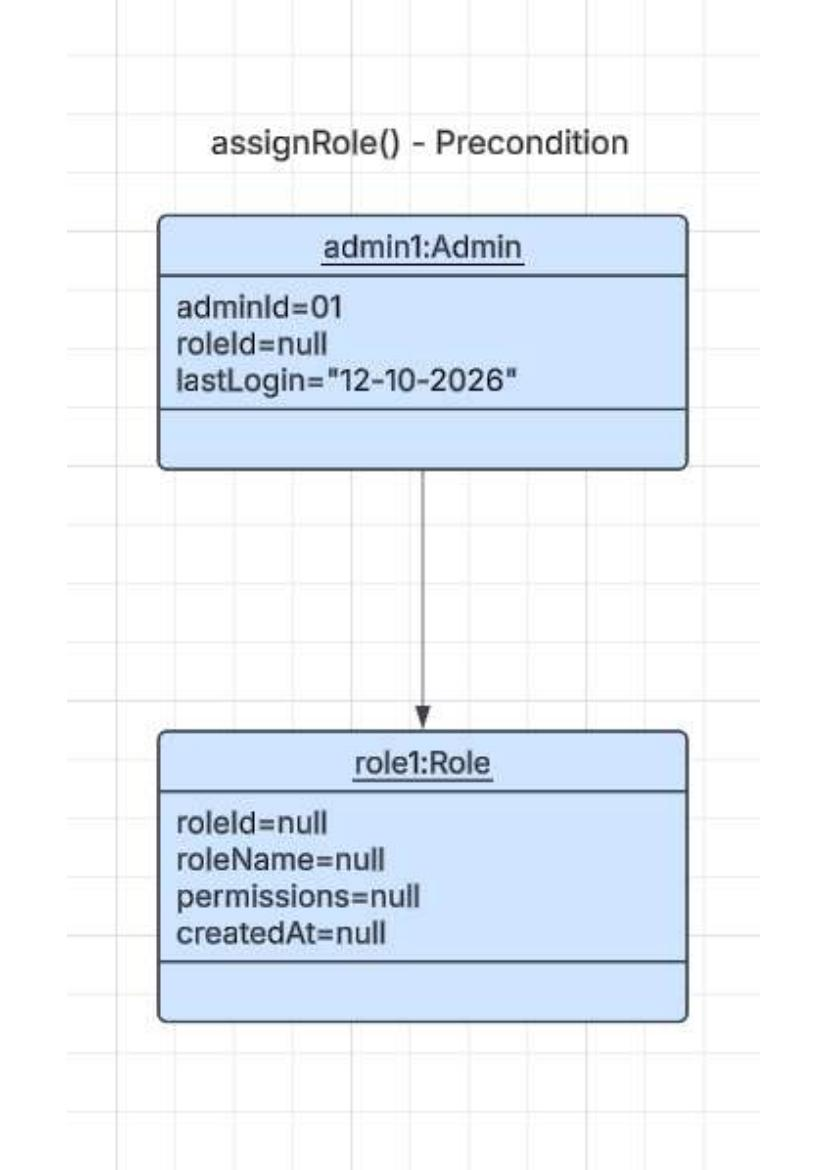 assignRole() - Precondition
admin1:Admin
adminId=01
roleId=null
lastLogin="12-10-2026"
role1:Role
roleId=null
roleName=null
permissions=null
createdAt=null